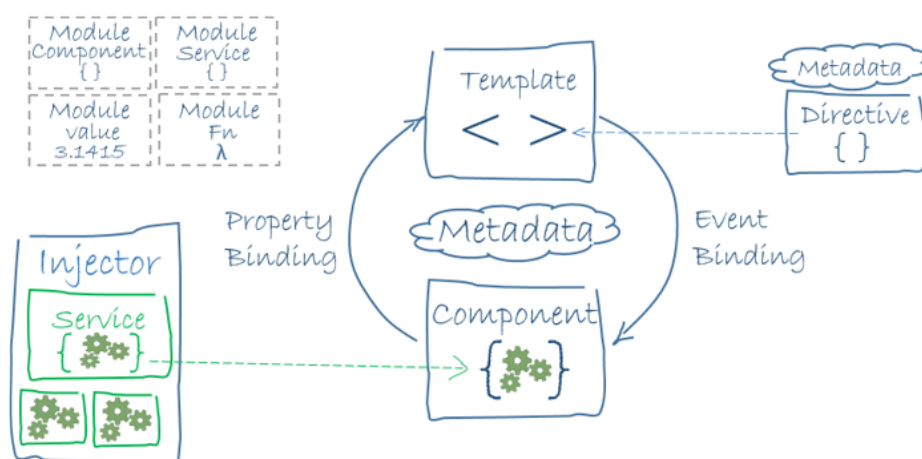 Module
Component
{ }
Module
Service
{ }
Module
value
3.1415
Module
Fn
λ
Template
< >
Metadata
Directive
{ }
Property
Binding
Metadata
Event
Binding
Injector
Service
{ }
Component
{ }